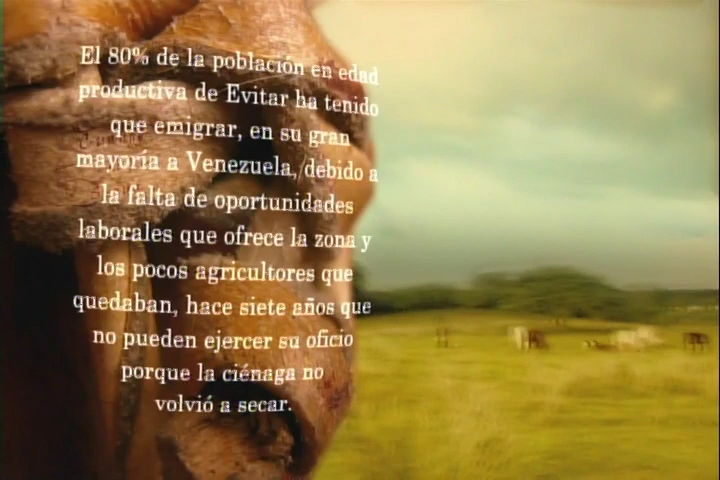 El 80% de la población en edad
productiva de Evitar ha tenido
que emigrar, en su gran
mayoría a Venezuela, debido a
la falta de oportunidades
laborales que ofrece la zona y
los pocos agricultores que
quedaban, hace siete años que
no pueden ejercer su oficio
porque la ciénaga no
volvió a secar.